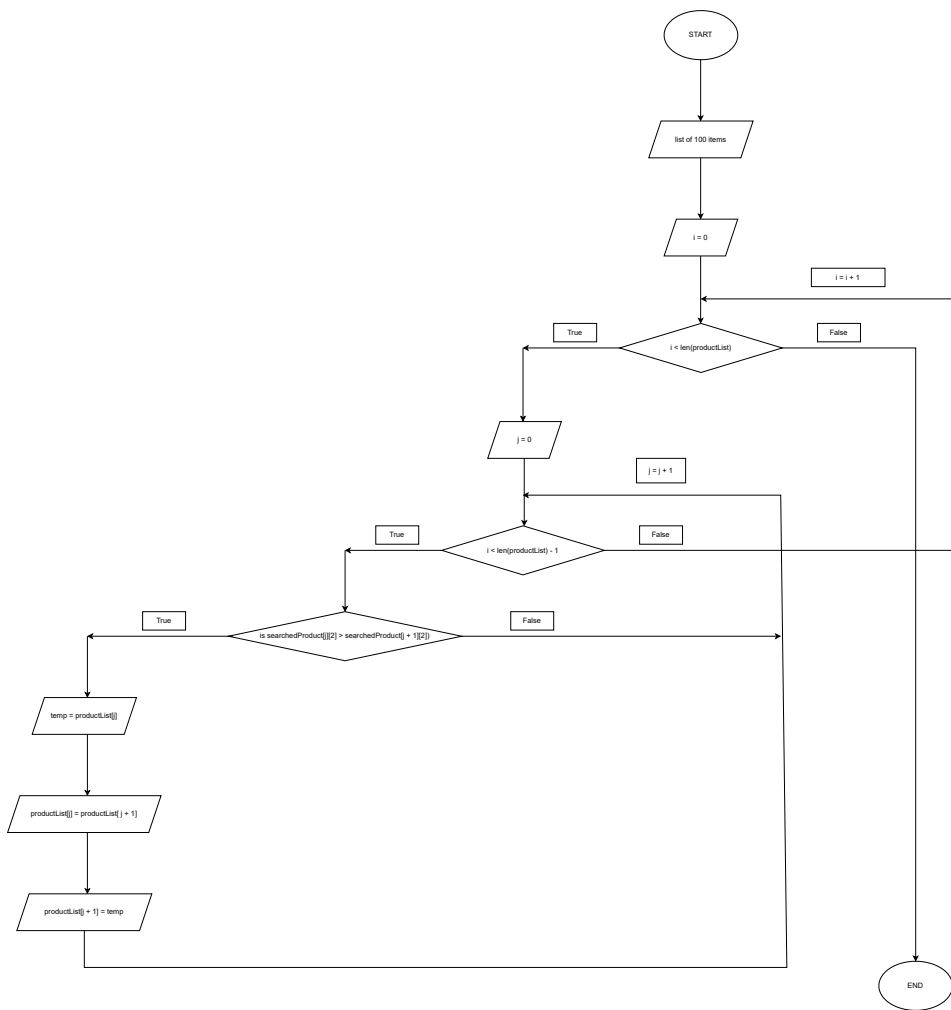 START
list of 100 items
i = 0
i = i + 1
True
i < len(productList)
False
j = 0
j = j + 1
True
i < len(productList) - 1
False
True
is searchedProduct[j][2] > searchedProduct[j + 1][2])
False
temp = productList[j]
productList[j] = productList[ j + 1]
productList[j + 1] = temp
END